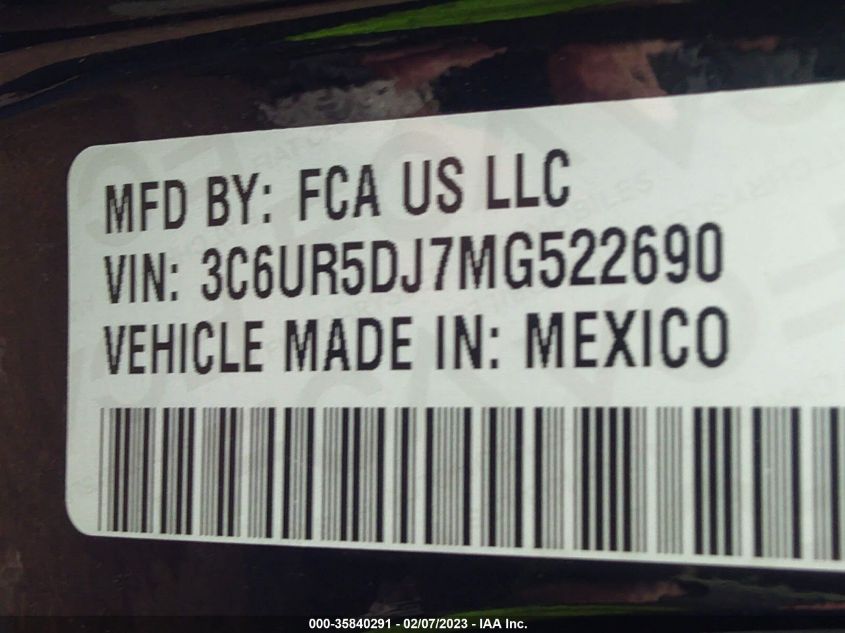 MFD BY: FCA US LLC
VIN: 3C6UR5DJ7MG522690
VEHICLE MADE IN: MEXICO
000-35840291 - 02/07/2023 - IAA Inc.